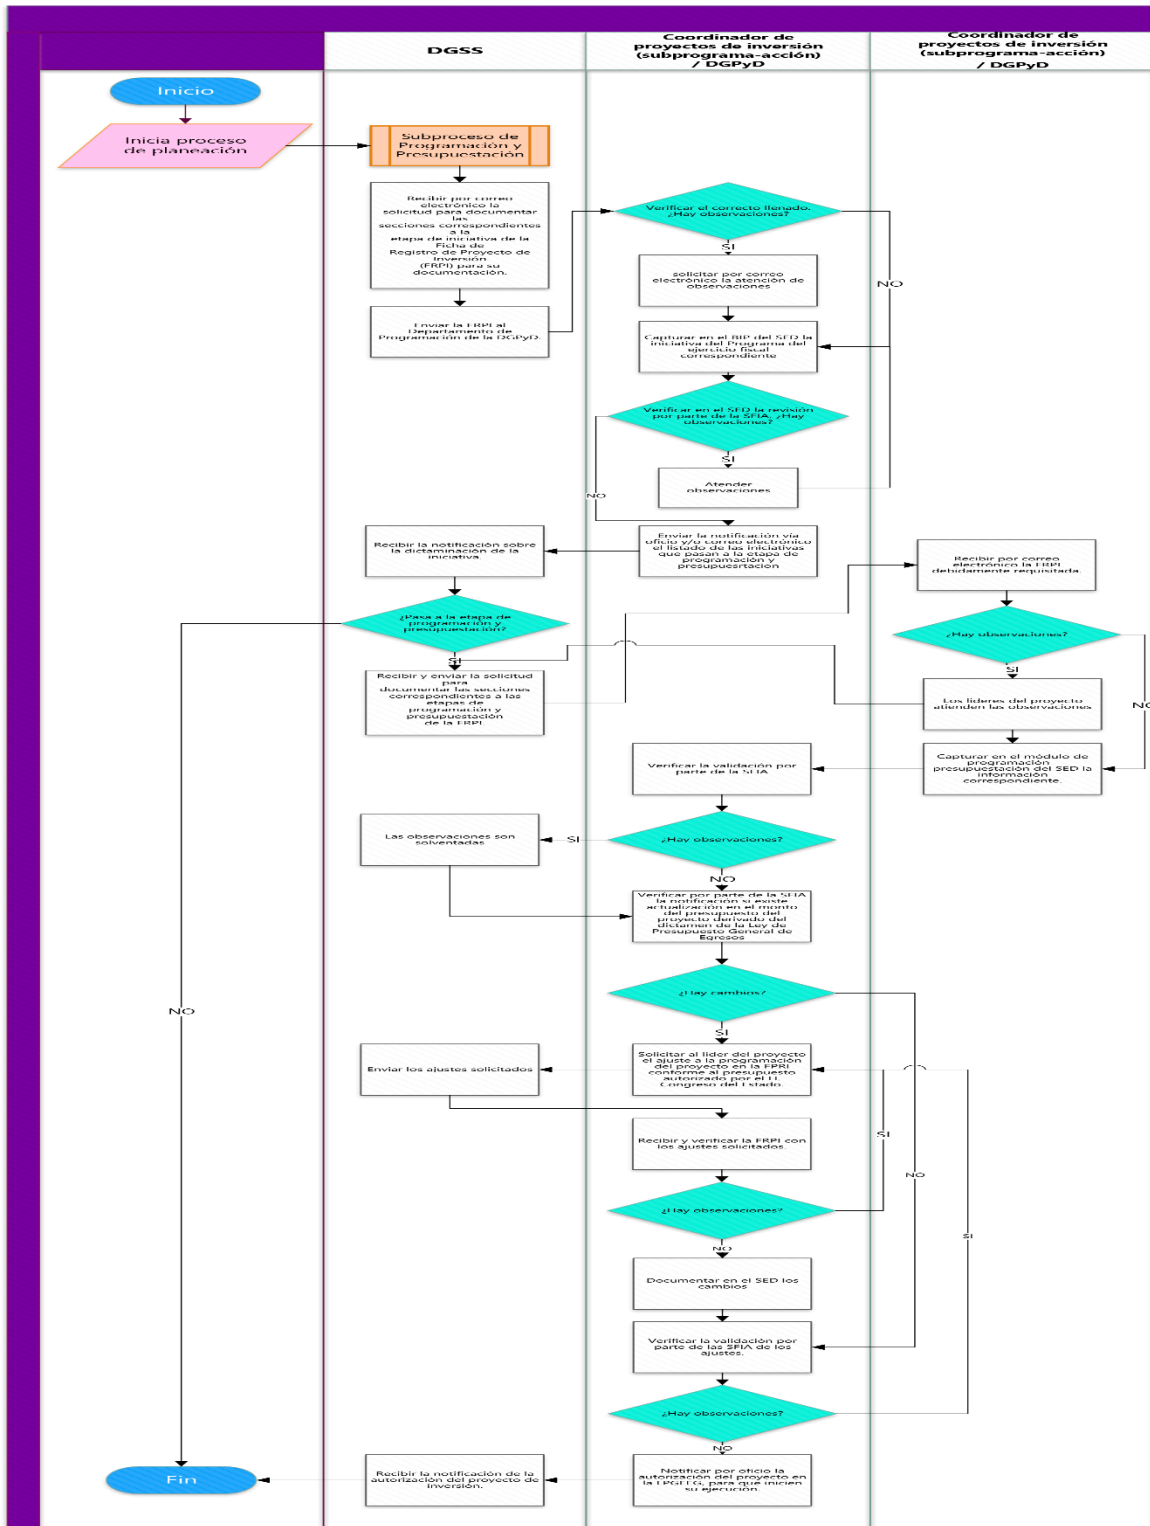 DGSS
Coordinador de
proyectos de inversión
(subprograma-acción)
/ DGPyD
Coordinador de
proyectos de inversión
(subprograma-acción)
/ DGPyD
Inicio
Inicia proceso
de planeación
Subproceso de
Programación y
Presupuestación
Recibir por correo
electrónico la
solicitud para documentar
las
secciones correspondientes
a la
etapa de iniciativa de la
Ficha de
Registro de Proyecto de
Inversión
(FRPI) para su
documentación.
Enviar la FRPI al
Departamento de
Programación de la DGPyD.
Verificar el correcto llenado.
¿Hay observaciones?
SI
NO
solicitar por correo
electrónico la atención de
observaciones
Capturar en el BIP del SED la
iniciativa del Programa del
ejercicio fiscal
correspondiente
Verificar en el SED la revisión
por parte de la SFIA. ¿Hay
observaciones?
SI
NO
Atender
observaciones
Enviar la notificación vía
oficio y/o correo electrónico
el listado de las iniciativas
que pasan a la etapa de
programación y
presupuesrtación
Recibir la notificación sobre
la dictaminación de la
iniciativa.
¿Pasa a la etapa de
programación y
presupuestación?
SI
NO
Recibir y enviar la solicitud
para
documentar las secciones
correspondientes a las
etapas de
programación y
presupuestación
de la FRPI.
Recibir por correo
electrónico la FRPI
debidamente requisitada.
¿Hay observaciones?
SI
NO
Los líderes del proyecto
atienden las observaciones
Capturar en el módulo de
programación
presupuestación del SED la
información
correspondiente.
Verificar la validación por
parte de la SFIA
¿Hay observaciones?
SI
NO
Las observaciones son
solventadas
Verificar por parte de la SFIA
la notificación si existe
actualización en el monto
del presupuesto del
proyecto derivado del
dictamen de la Ley de
Presupuesto General de
Egresos
¿Hay cambios?
SI
NO
Solicitar al líder del proyecto
el ajuste a la programación
del proyecto en la FPRI
conforme al presupuesto
autorizado por el H.
Congreso del Estado.
Enviar los ajustes solicitados
Recibir y verificar la FRPI con
los ajustes solicitados.
¿Hay observaciones?
SI
NO
Documentar en el SED los
cambios
Verificar la validación por
parte de las SFIA de los
ajustes.
¿Hay observaciones?
SI
NO
Notificar por oficio la
autorización del proyecto en
para que inicien
su ejecución.
Recibir la notificación de la
autorización del proyecto de
inversión.
Fin